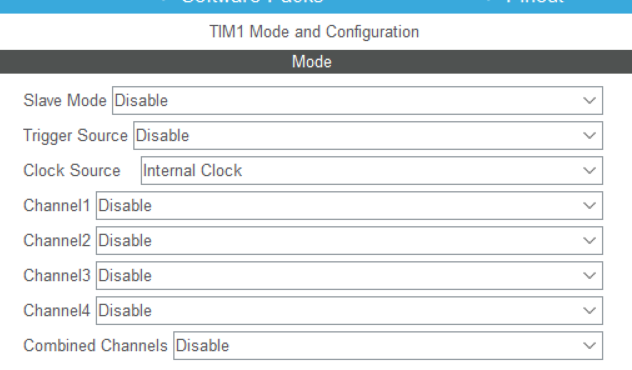 Software Packs
Pinout
TIM1 Mode and Configuration
Mode
Slave Mode Disable
Trigger Source Disable
Clock Source Internal Clock
Channel1 Disable
Channel2 Disable
Channel3 Disable
Channel4 Disable
Combined Channels Disable